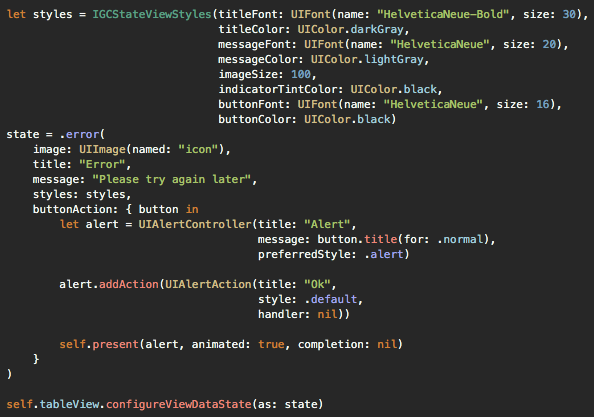 let styles = IGCStateViewStyles(titleFont: UIFont(name: "HelveticaNeue-Bold", size: 30),
                                titleColor: UIColor.darkGray,
                                messageFont: UIFont(name: "HelveticaNeue", size: 20),
                                messageColor: UIColor.lightGray,
                                imageSize: 100,
                                indicatorTintColor: UIColor.black,
                                buttonFont: UIFont(name: "HelveticaNeue", size: 16),
                                buttonColor: UIColor.black)
state = .error(
    image: UIImage(named: "icon"),
    title: "Error",
    message: "Please try again later",
    styles: styles,
    buttonAction: { button in
        let alert = UIAlertController(title: "Alert",
                                      message: button.title(for: .normal),
                                      preferredStyle: .alert)

        alert.addAction(UIAlertAction(title: "Ok",
                                      style: .default,
                                      handler: nil))

        self.present(alert, animated: true, completion: nil)
    }
)

self.tableView.configureViewDataState(as: state)